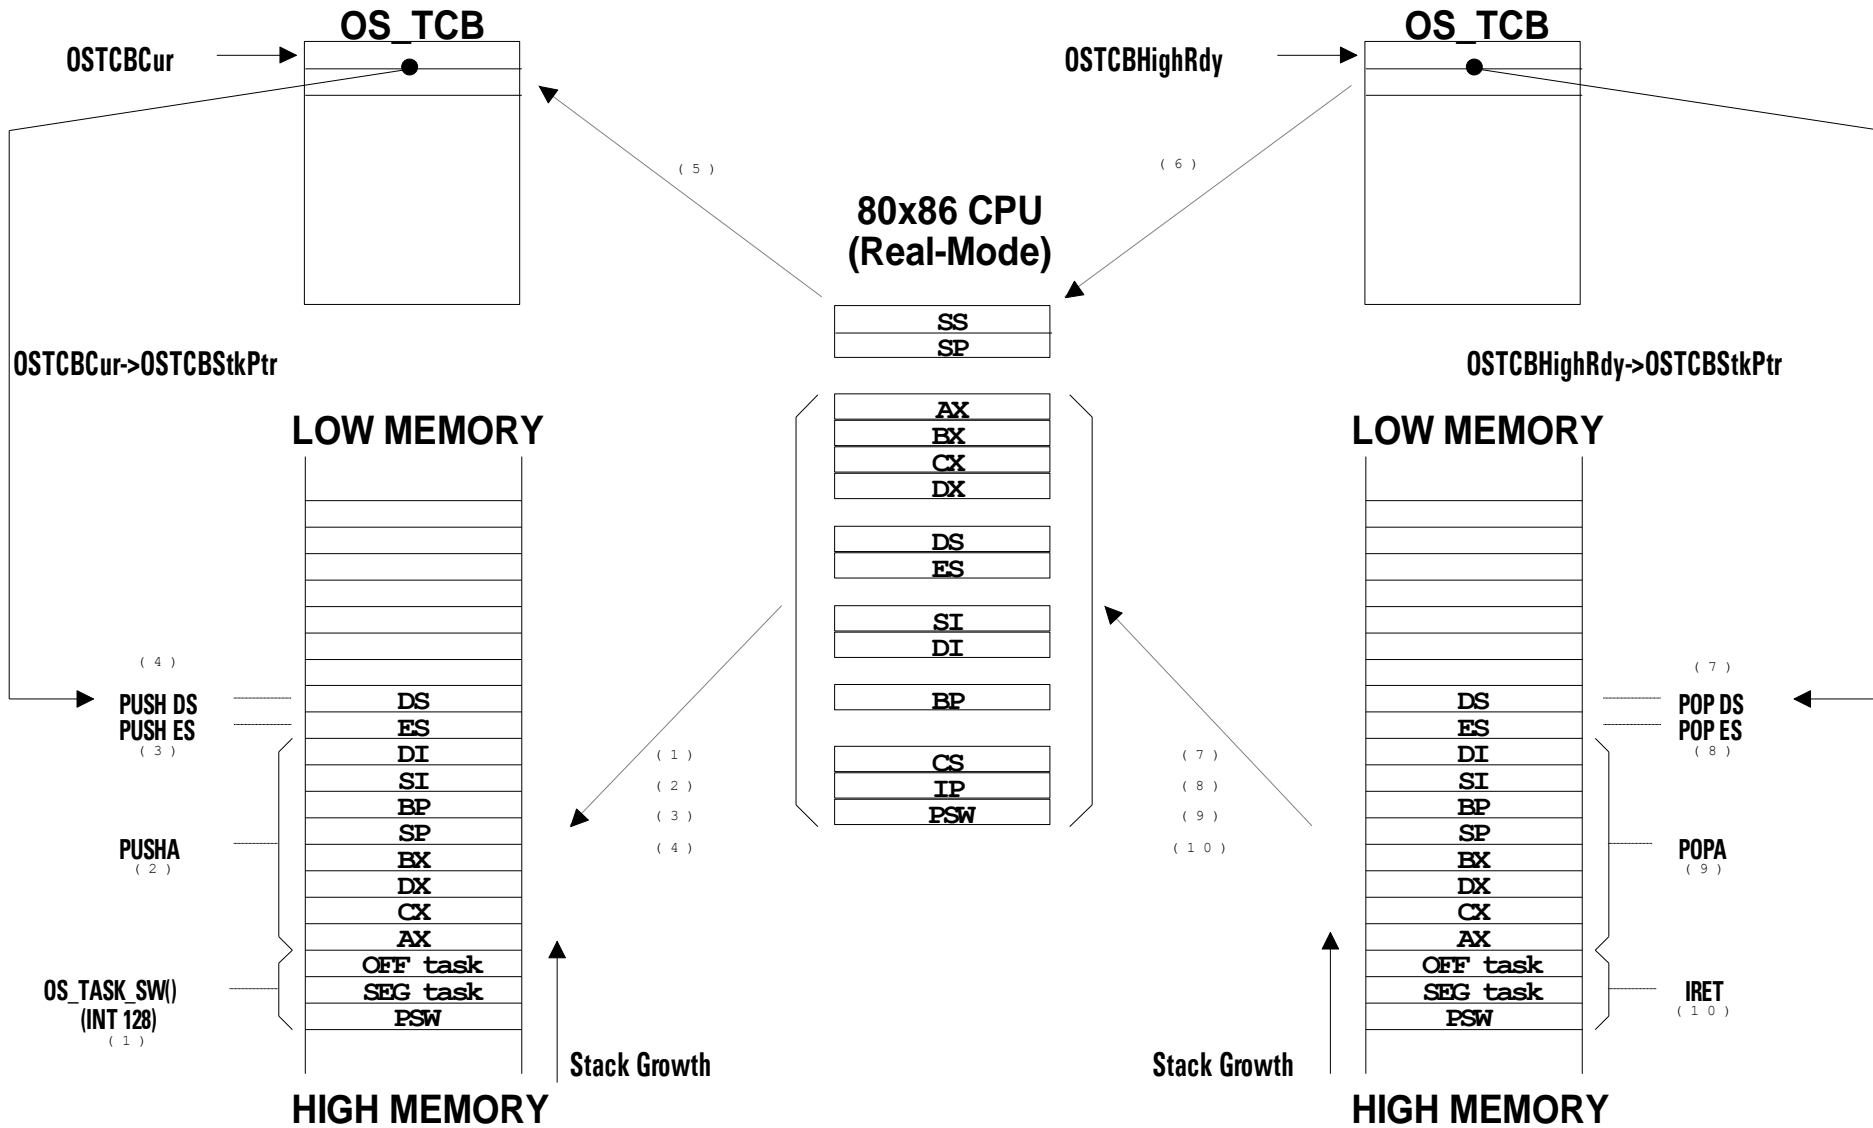 OS_TCB
OSTCBCur
OS_TCB
OSTCBHighRdy
(5)
(6)
80x86 CPU
(Real-Mode)
SS
SP
OSTCBCur->OSTCBStkPtr
OSTCBHighRdy->OSTCBStkPtr
LOW MEMORY
AX
BX
CX
DX
DS
ES
SI
DI
BP
CS
IP
PSW
LOW MEMORY
(4)
PUSH DS
PUSH ES
(3)
PUSHA
(2)
OS_TASK_SW()
(INT 128)
(1)
DS
ES
DI
SI
BP
SP
BX
DX
CX
AX
OFF task
SEG task
PSW
(1)
(2)
(3)
(4)
(7)
(8)
(9)
(10)
DS
ES
DI
SI
BP
SP
BX
DX
CX
AX
OFF task
SEG task
PSW
(7)
POP DS
POP ES
(8)
POPA
(9)
IRET
(10)
Stack Growth
Stack Growth
HIGH MEMORY
HIGH MEMORY